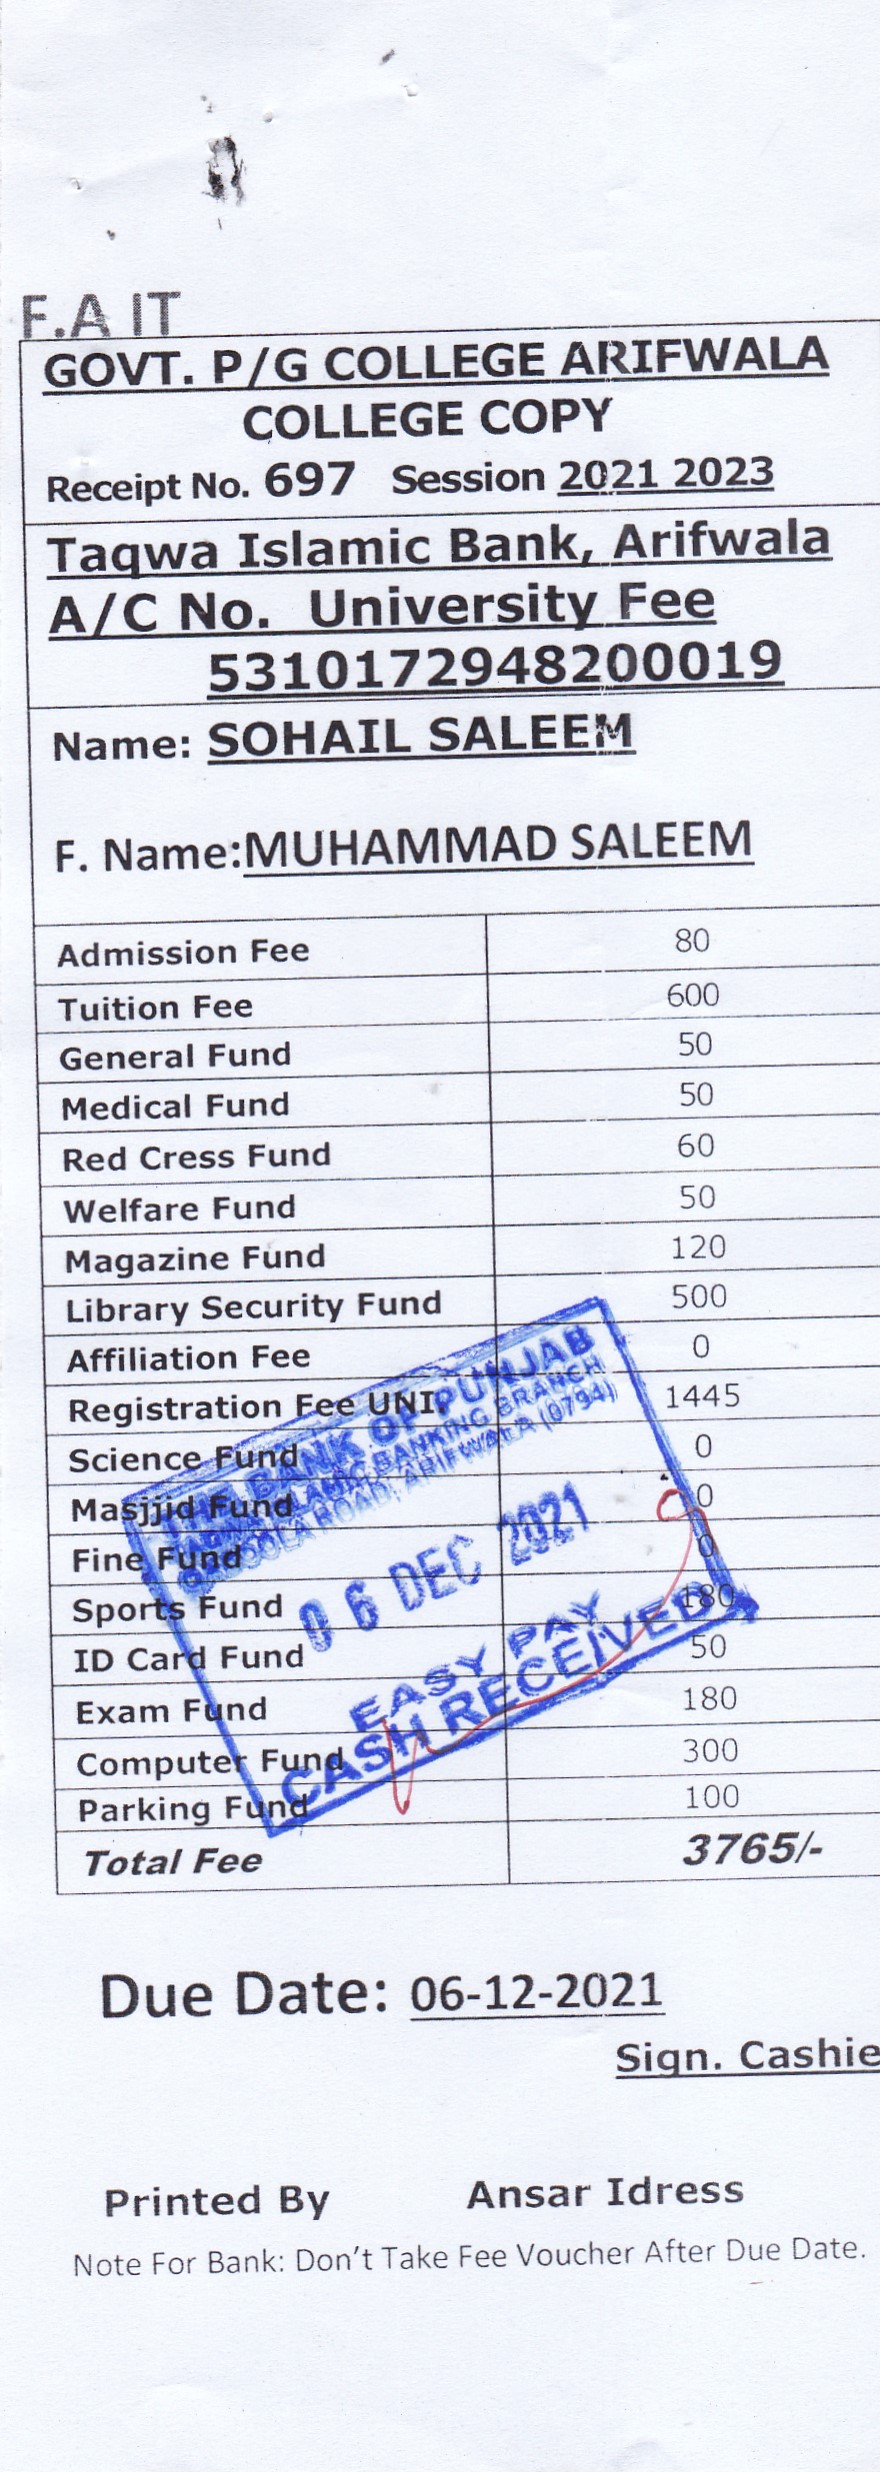 F.A IT
GOVT. P/G COLLEGE ARIFWALA
COLLEGE COPY
Receipt No. 697 Session 2021 2023
Taqwa Islamic Bank, Arifwala
A/C No. University Fee
5310172948200019
Name: SOHAIL SALEEM
F. Name:MUHAMMAD SALEEM
Admission Fee 80
Tuition Fee 600
General Fund 50
Medical Fund 50
Red Cress Fund 60
Welfare Fund 50
Magazine Fund 120
Library Security Fund 500
Affiliation Fee 0
Registration Fee UNI. 1445
Science Fund 0
Masjjid Fund 0
Fine Fund 0
Sports Fund 180
ID Card Fund 50
Exam Fund 180
Computer Fund 300
Parking Fund 100
Total Fee 3765/-
THE BANK OF PUNJAB
ISLAMIC BANKING BRANCH
ROAD, ARIFWALA (0794)
06 DEC 2021
EASY PAY
CASH RECEIVED
Due Date: 06-12-2021
Sign. Cashie
Printed By Ansar Idress
Note For Bank: Don't Take Fee Voucher After Due Date.